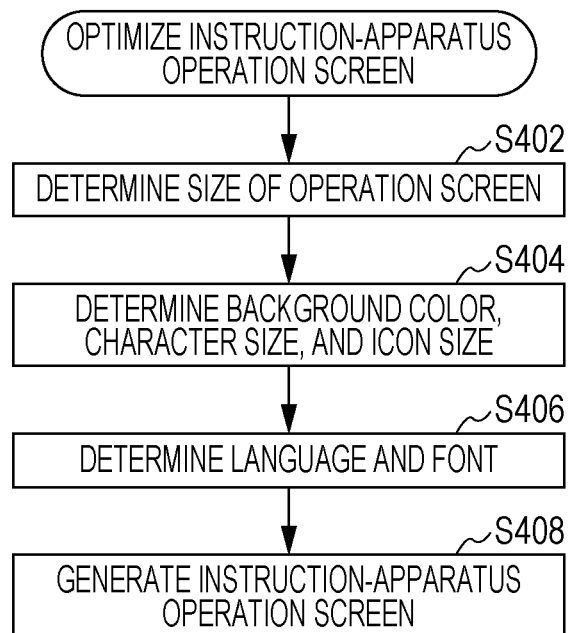 OPTIMIZE INSTRUCTION-APPARATUS
OPERATION SCREEN
S402
DETERMINE SIZE OF OPERATION SCREEN
S404
DETERMINE BACKGROUND COLOR,
CHARACTER SIZE, AND ICON SIZE
S406
DETERMINE LANGUAGE AND FONT
S408
GENERATE INSTRUCTION-APPARATUS
OPERATION SCREEN